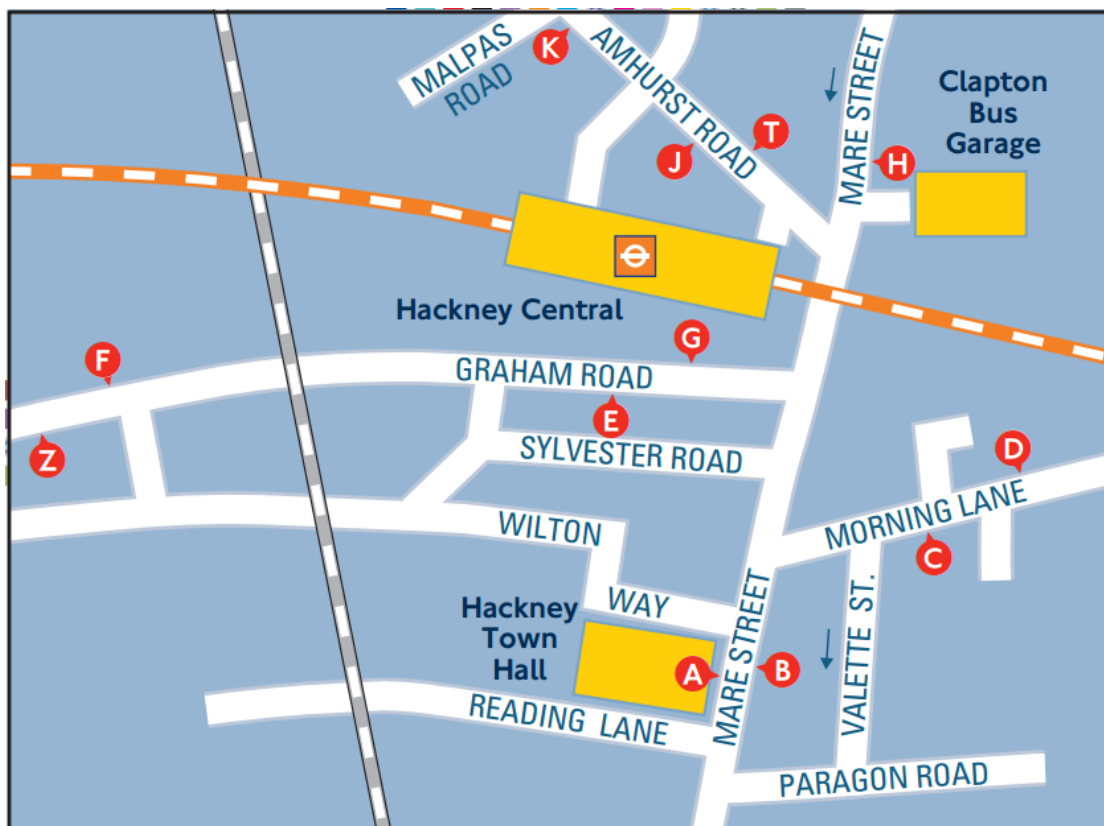 MALPAS
ROAD
K
AMHURST ROAD
T
J
MARE STREET
H
Clapton
Bus
Garage
Hackney Central
F
G
GRAHAM ROAD
E
Z
SYLVESTER ROAD
D
MORNING LANE
C
WILTON
WAY
Hackney
Town
Hall
A
MARE STREET
B
VALETTE ST.
READING LANE
PARAGON ROAD